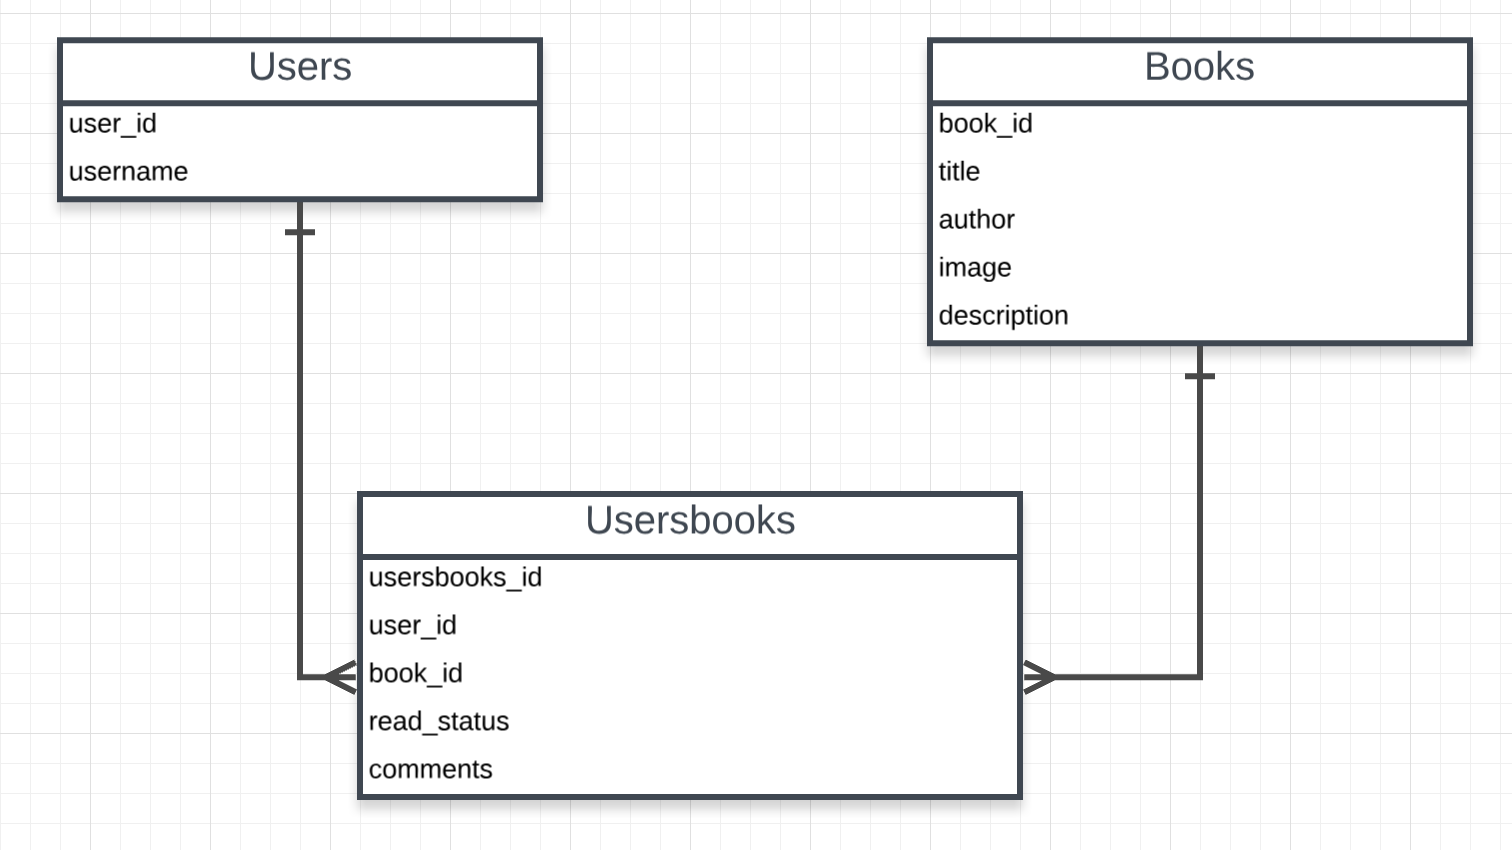 Users
user_id
username
Books
book_id
title
author
image
description
Usersbooks
usersbooks_id
user_id
book_id
read_status
comments